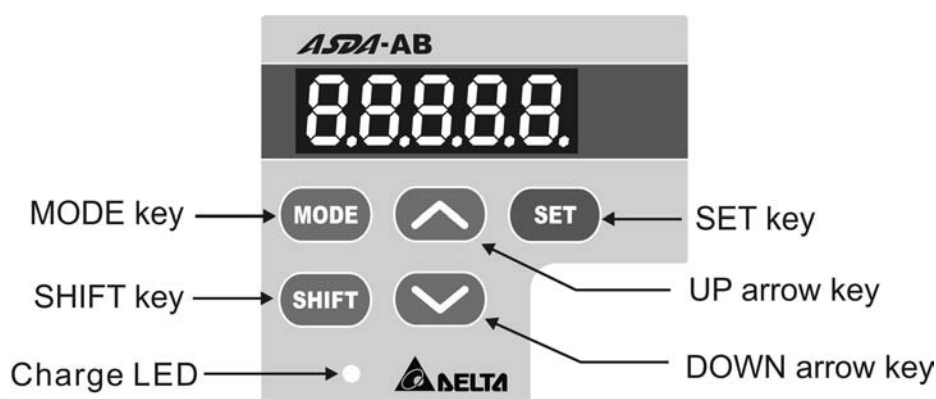 ASDA-AB
8.8.8.8.8.
MODE key
MODE
SET
SET key
SHIFT key
SHIFT
UP arrow key
DOWN arrow key
Charge LED
DELTA